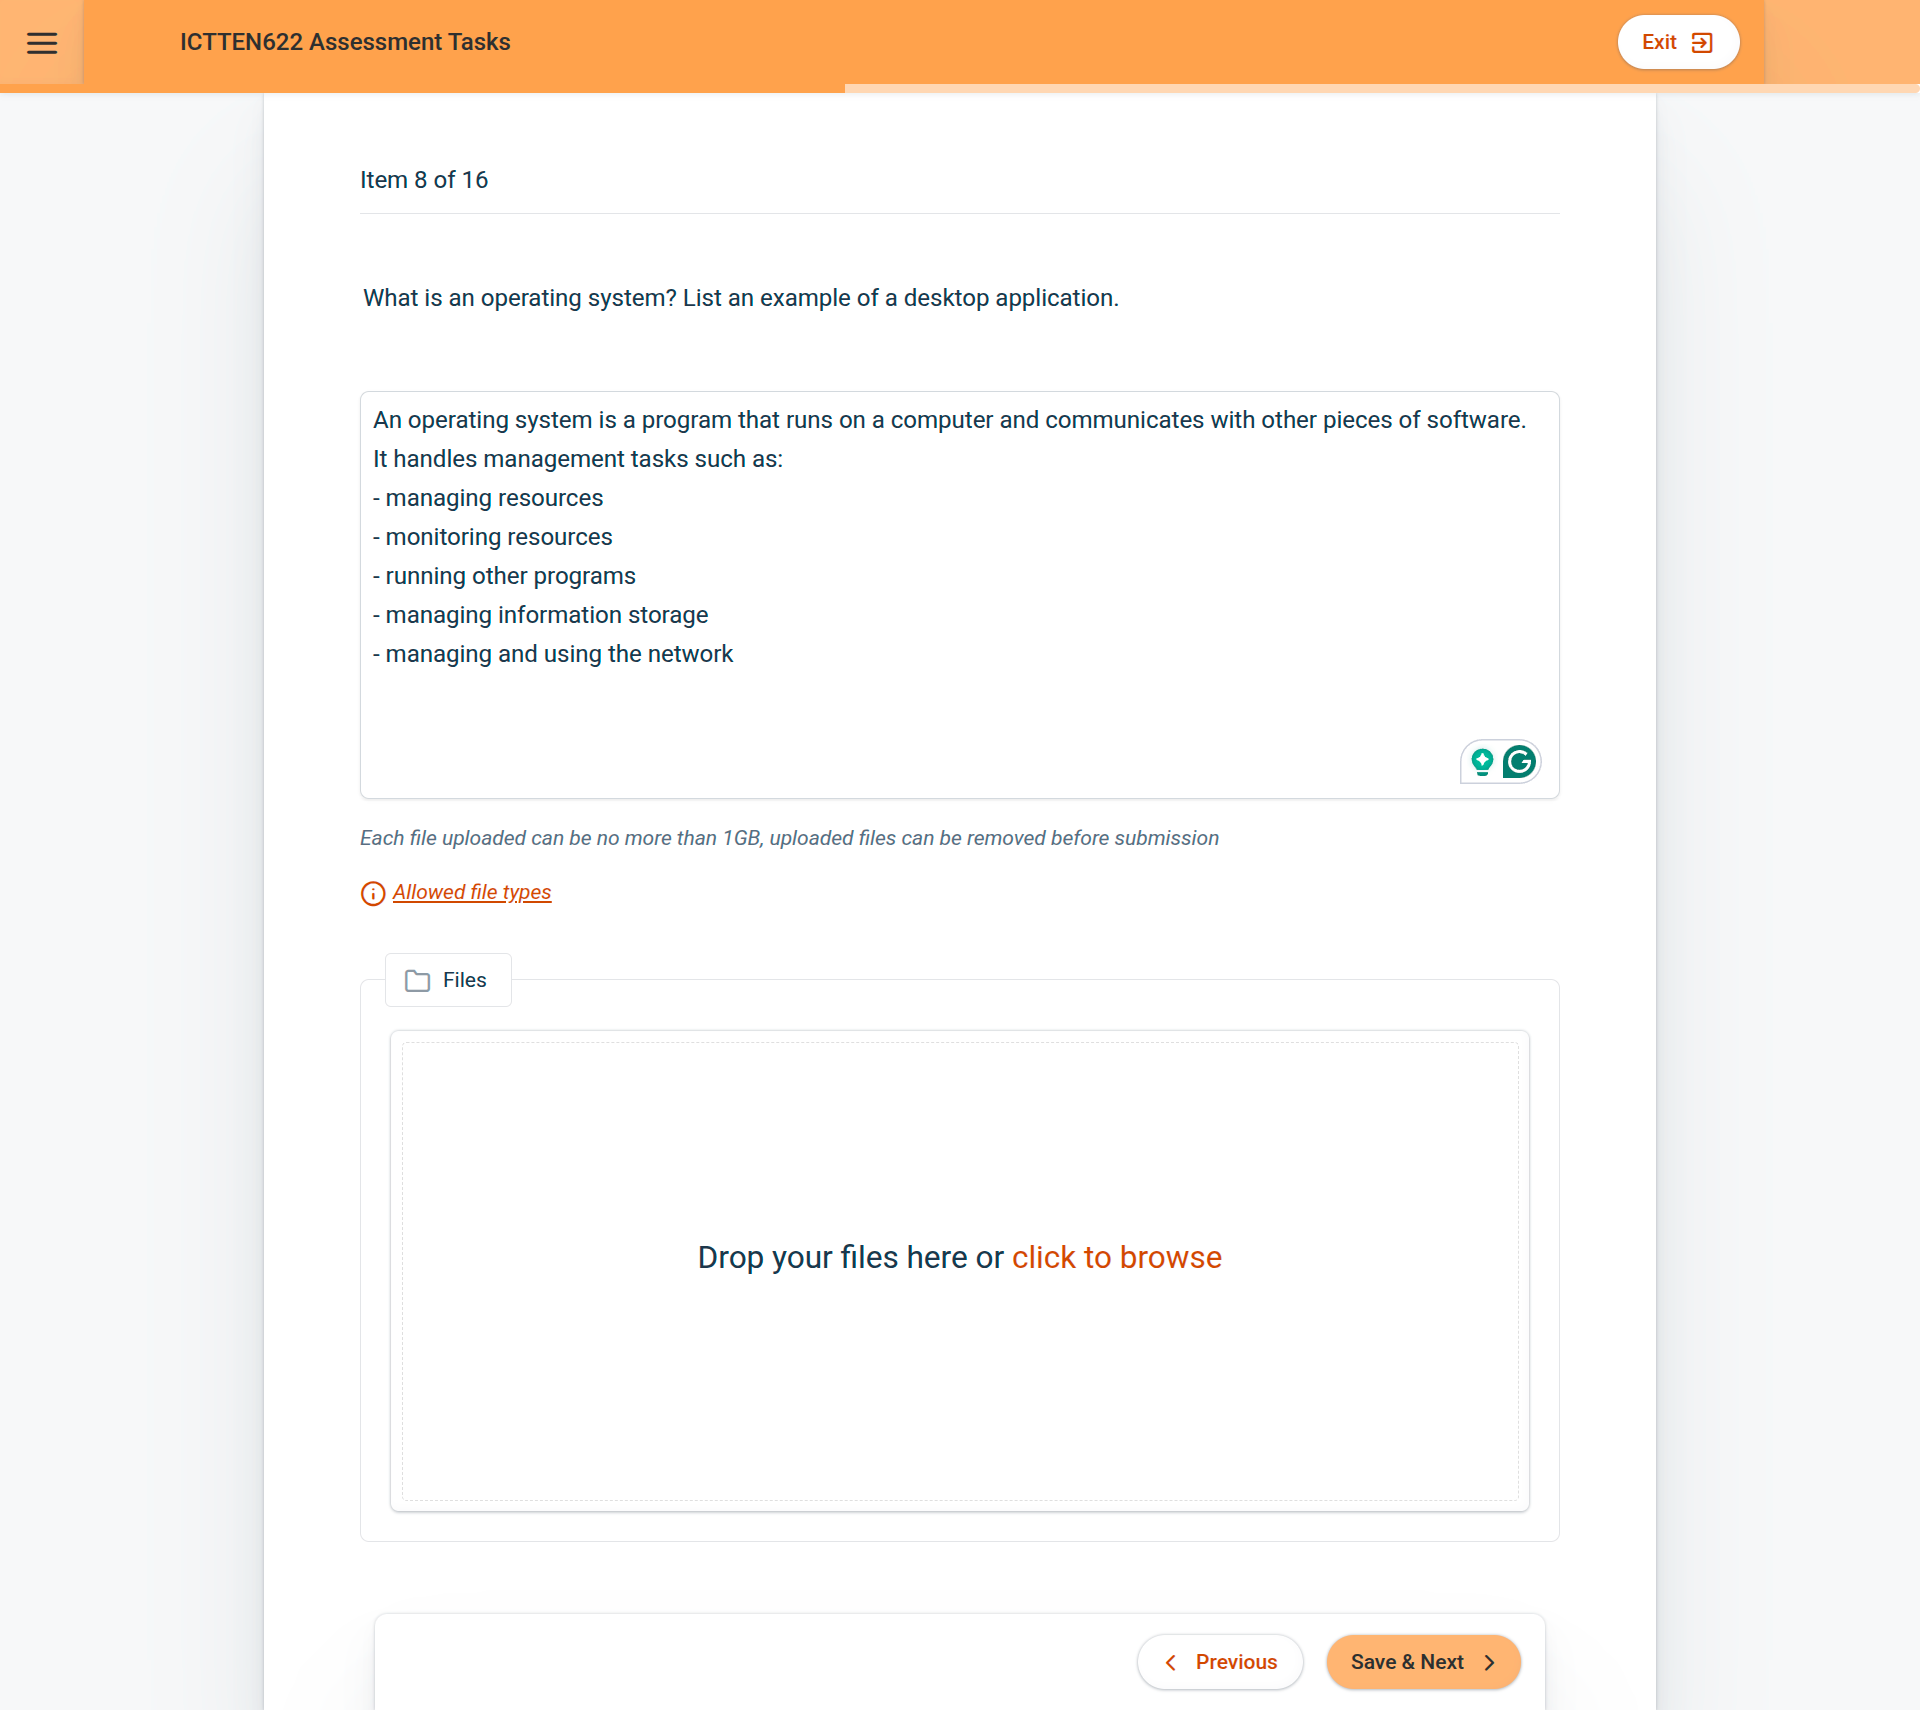 ICTTEN622 Assessment Tasks
Exit
Item 8 of 16
What is an operating system? List an example of a desktop application.
An operating system is a program that runs on a computer and communicates with other pieces of software.
It handles management tasks such as:
- managing resources
- monitoring resources
- running other programs
- managing information storage
- managing and using the network
Each file uploaded can be no more than 1GB, uploaded files can be removed before submission
Allowed file types
Files
Drop your files here or click to browse
Previous
Save & Next